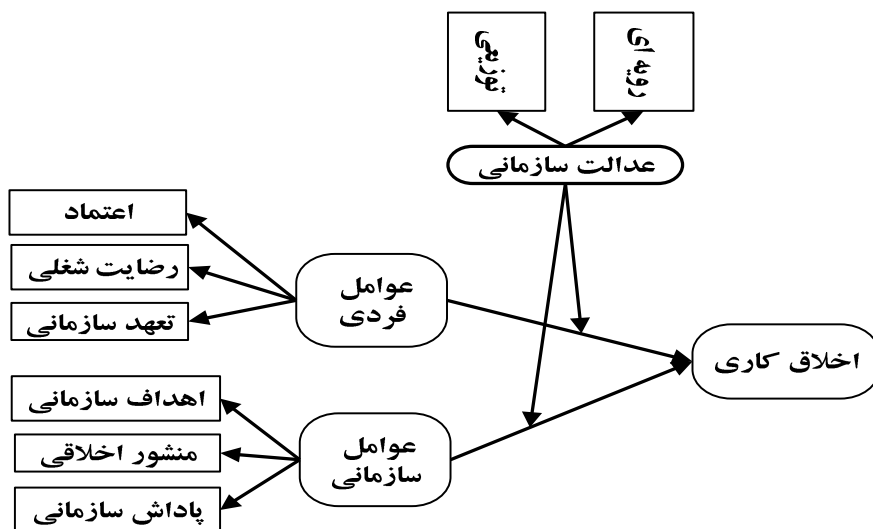 رویه ای
توزیعی
عدالت سازمانی
اعتماد
رضایت شغلی
تعهد سازمانی
عوامل
فردی
اخلاق کاری
اهداف سازمانی
منشور اخلاقی
پاداش سازمانی
عوامل
سازمانی